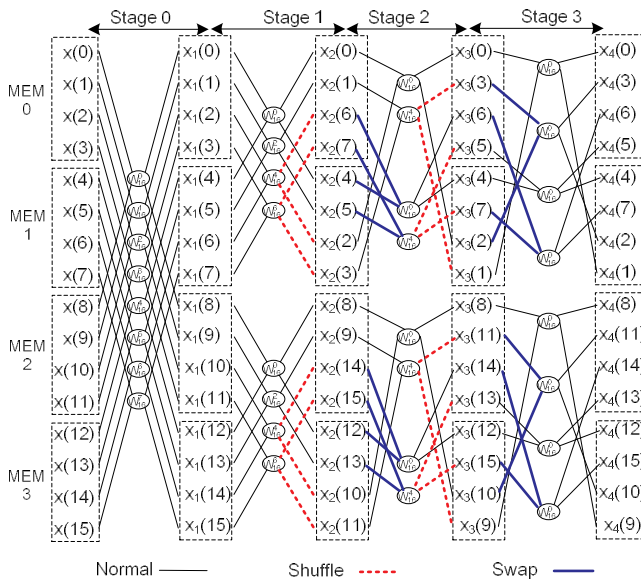 Stage 0 Stage 1 Stage 2 Stage 3
x(0) x₁(0) x₂(0) x₃(0) x₄(0)
x(1) x₁(1) x₂(1) x₃(3) x₄(3)
MEM
0
x(2) x₁(2) x₂(6) x₃(6) x₄(6)
x(3) x₁(3) x₂(7) x₃(5) x₄(5)
x(4) x₁(4) x₂(4) x₃(4) x₄(4)
x(5) x₁(5) x₂(5) x₃(7) x₄(7)
MEM
1
x(6) x₁(6) x₂(2) x₃(2) x₄(2)
x(7) x₁(7) x₂(3) x₃(1) x₄(1)
x(8) x₁(8) x₂(8) x₃(8) x₄(8)
x(9) x₁(9) x₂(9) x₃(11) x₄(11)
MEM
2
x(10) x₁(10) x₂(14) x₃(14) x₄(14)
x(11) x₁(11) x₂(15) x₃(13) x₄(13)
x(12) x₁(12) x₂(12) x₃(12) x₄(12)
x(13) x₁(13) x₂(13) x₃(15) x₄(15)
MEM
3
x(14) x₁(14) x₂(10) x₃(10) x₄(10)
x(15) x₁(15) x₂(11) x₃(9) x₄(9)
Normal Shuffle Swap